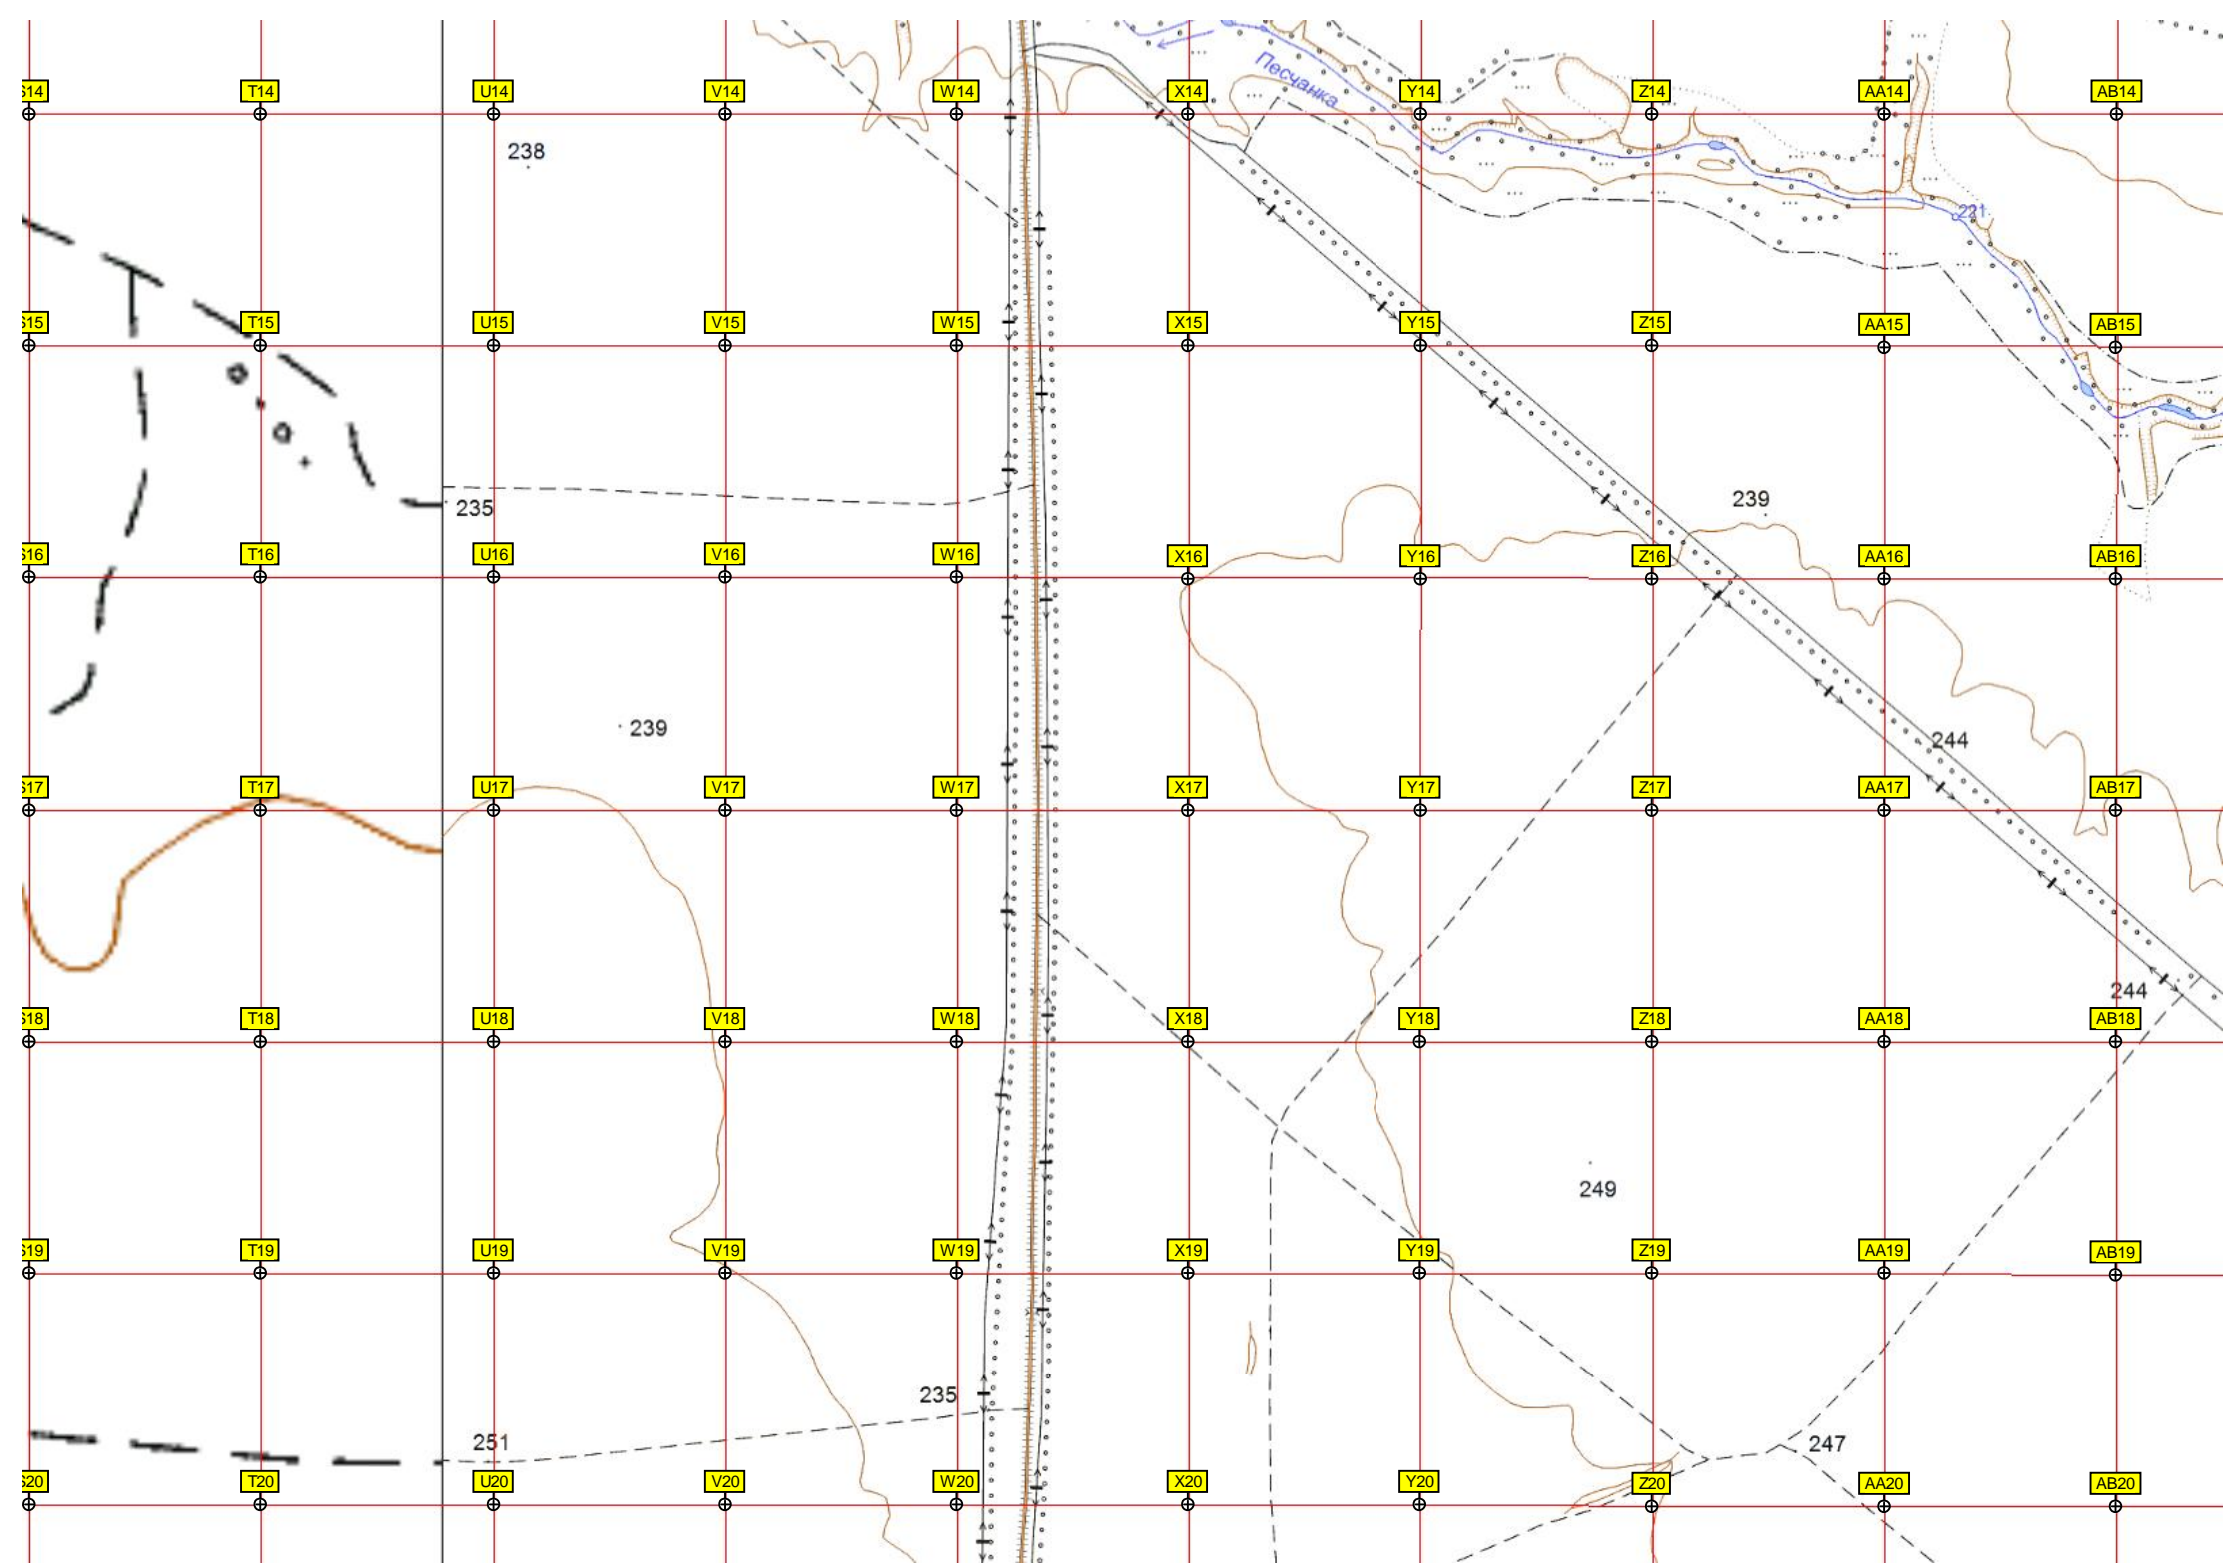 S14 T14 U14 V14 W14 X14 Y14 Z14 AA14 AB14
Песчанка
238
221
S15 T15 U15 V15 W15 X15 Y15 Z15 AA15 AB15
235
239
S16 T16 U16 V16 W16 X16 Y16 Z16 AA16 AB16
239
244
S17 T17 U17 V17 W17 X17 Y17 Z17 AA17 AB17
244
S18 T18 U18 V18 W18 X18 Y18 Z18 AA18 AB18
249
S19 T19 U19 V19 W19 X19 Y19 Z19 AA19 AB19
235
251
247
S20 T20 U20 V20 W20 X20 Y20 Z20 AA20 AB20